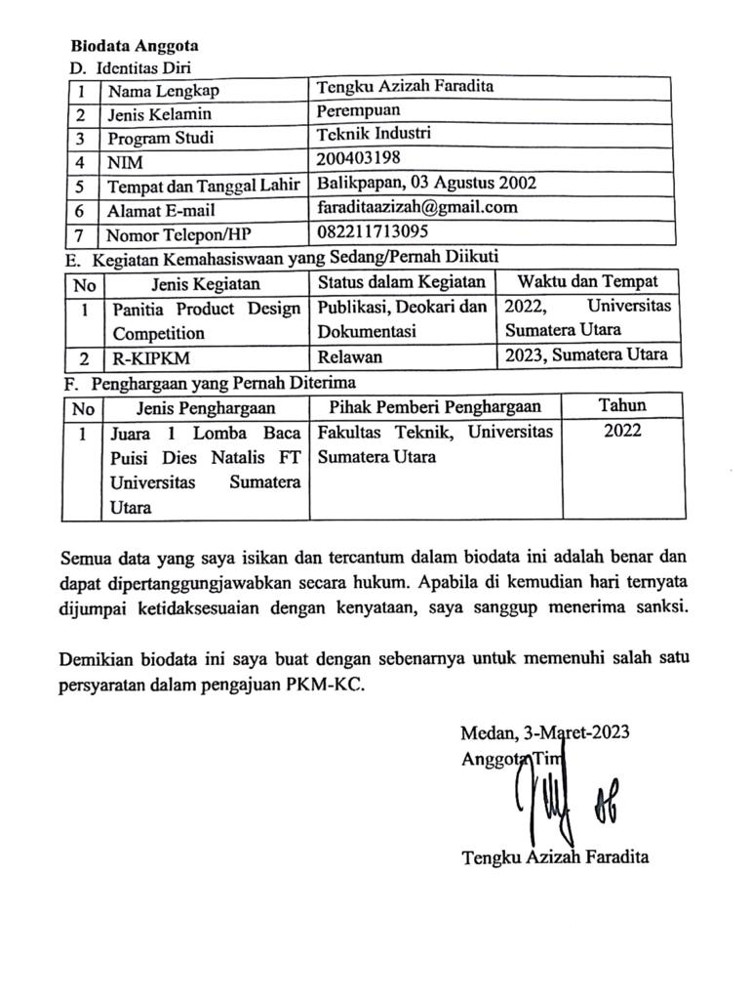 Biodata Anggota
D. Identitas Diri
1 Nama Lengkap Tengku Azizah Faradita
2 Jenis Kelamin Perempuan
3 Program Studi Teknik Industri
4 NIM 200403198
5 Tempat dan Tanggal Lahir Balikpapan, 03 Agustus 2002
6 Alamat E-mail faraditaazizah@gmail.com
7 Nomor Telepon/HP 082211713095
E. Kegiatan Kemahasiswaan yang Sedang/Pernah Diikuti
No Jenis Kegiatan Status dalam Kegiatan Waktu dan Tempat
1 Panitia Product Design Publikasi, Deokari dan 2022, Universitas
Competition Dokumentasi Sumatera Utara
2 R-KIPKM Relawan 2023, Sumatera Utara
F. Penghargaan yang Pernah Diterima
No Jenis Penghargaan Pihak Pemberi Penghargaan Tahun
1 Juara 1 Lomba Baca Fakultas Teknik, Universitas 2022
Puisi Dies Natalis FT Sumatera Utara
Universitas Sumatera
Utara
Semua data yang saya isikan dan tercantum dalam biodata ini adalah benar dan
dapat dipertanggungjawabkan secara hukum. Apabila di kemudian hari ternyata
dijumpai ketidaksesuaian dengan kenyataan, saya sanggup menerima sanksi.
Demikian biodata ini saya buat dengan sebenarnya untuk memenuhi salah satu
persyaratan dalam pengajuan PKM-KC.
Medan, 3-Maret-2023
Anggota Tim
Tengku Azizah Faradita